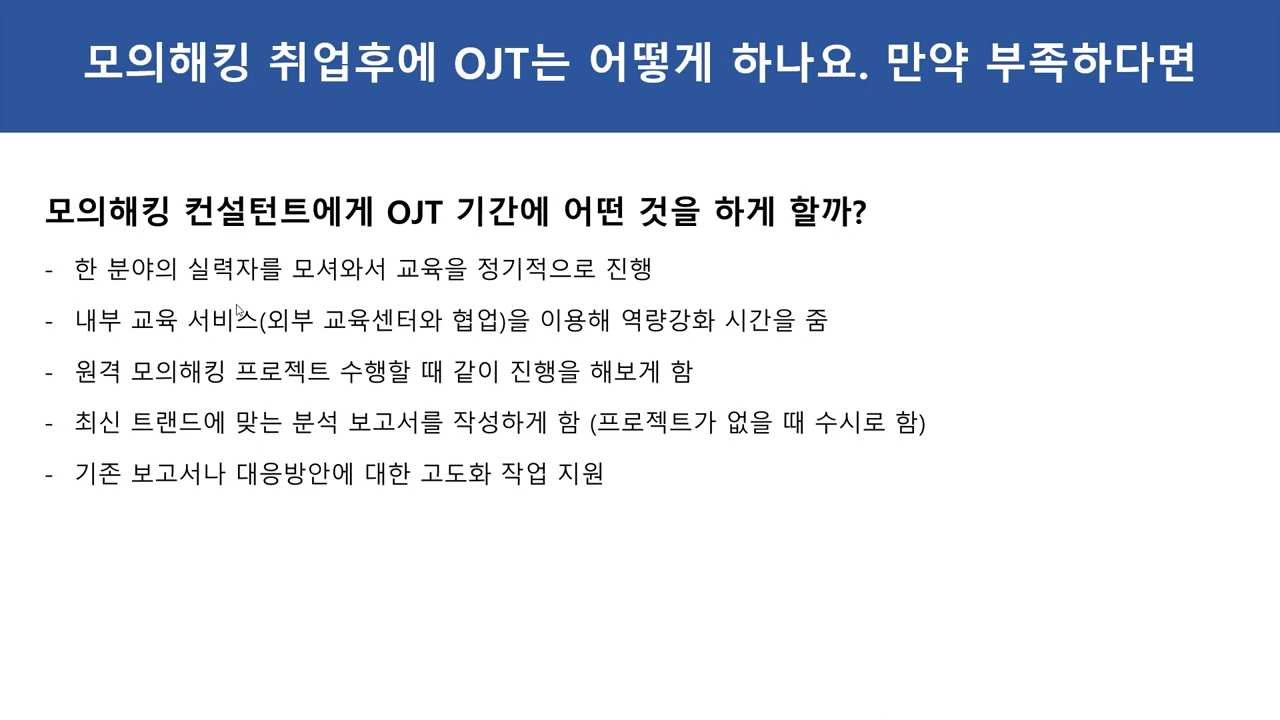 모의해킹 취업후에 OJT는 어떻게 하나요. 만약 부족하다면
모의해킹 컨설턴트에게 OJT 기간에 어떤 것을 하게 할까?
- 한 분야의 실력자를 모셔와서 교육을 정기적으로 진행
- 내부 교육 서비스(외부 교육센터와 협업)을 이용해 역량강화 시간을 줌
- 원격 모의해킹 프로젝트 수행할 때 같이 진행을 해보게 함
- 최신 트랜드에 맞는 분석 보고서를 작성하게 함 (프로젝트가 없을 때 수시로 함)
- 기존 보고서나 대응방안에 대한 고도화 작업 지원